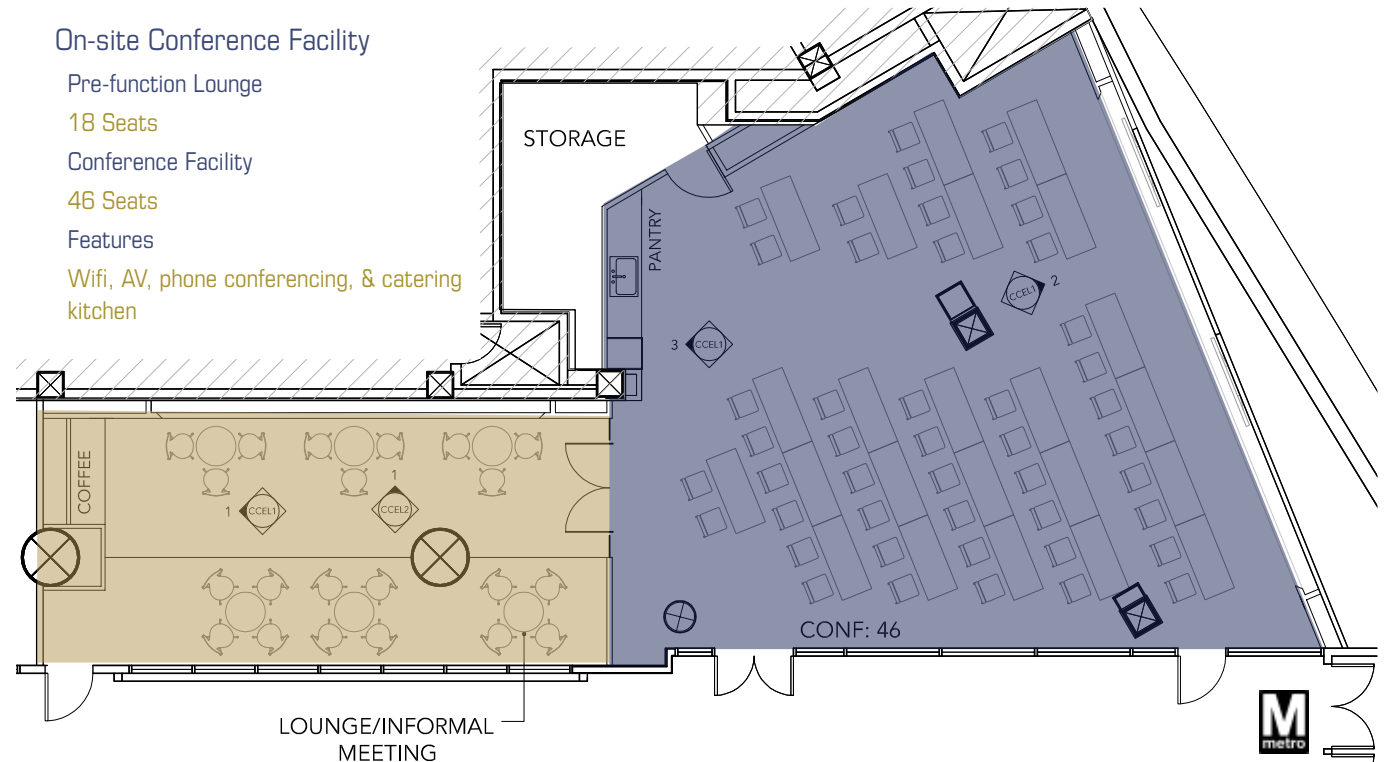 On-site Conference Facility
Pre-function Lounge
18 Seats
Conference Facility
46 Seats
Features
Wifi, AV, phone conferencing, & catering
kitchen
STORAGE
PANTRY
CCEL1 2
3 CCEL1
COFFEE
1
1 CCEL1
CCEL2
CONF: 46
LOUNGE/INFORMAL
MEETING
M
metro